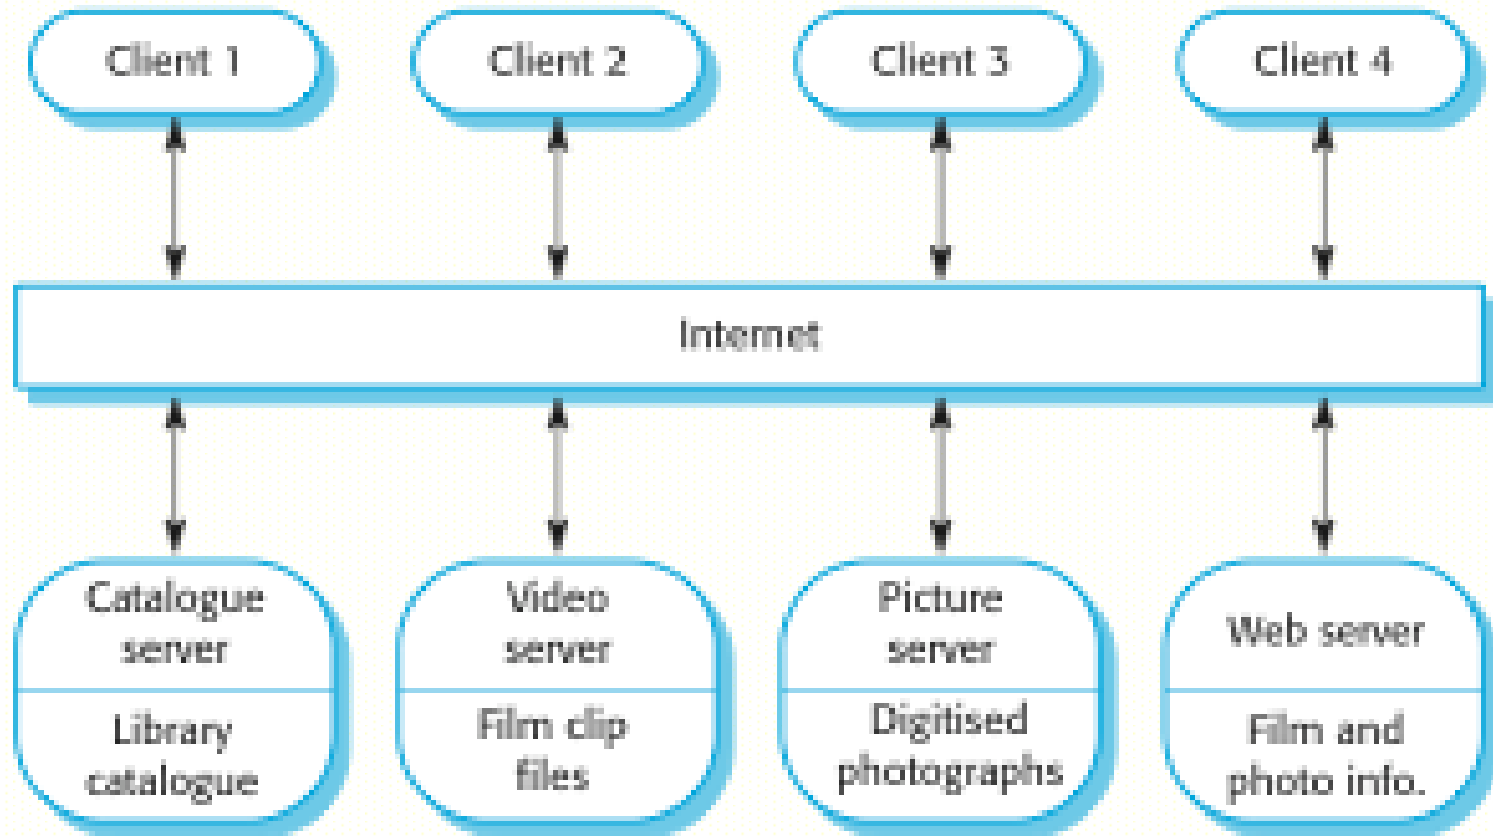 Client 1
Client 2
Client 3
Client 4
Internet
Catalogue
server
Library
catalogue
Video
server
Film clip
files
Picture
server
Digitised
photographs
Web server
Film and
photo info.